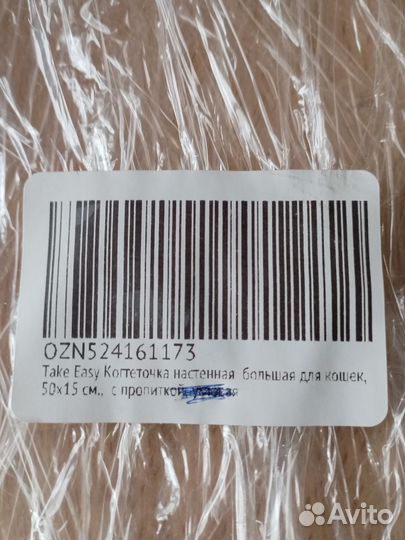 OZN524161173
Take Easy Когтеточка настенная большая для кошек,
50x15 см., с пропиткой
Avito